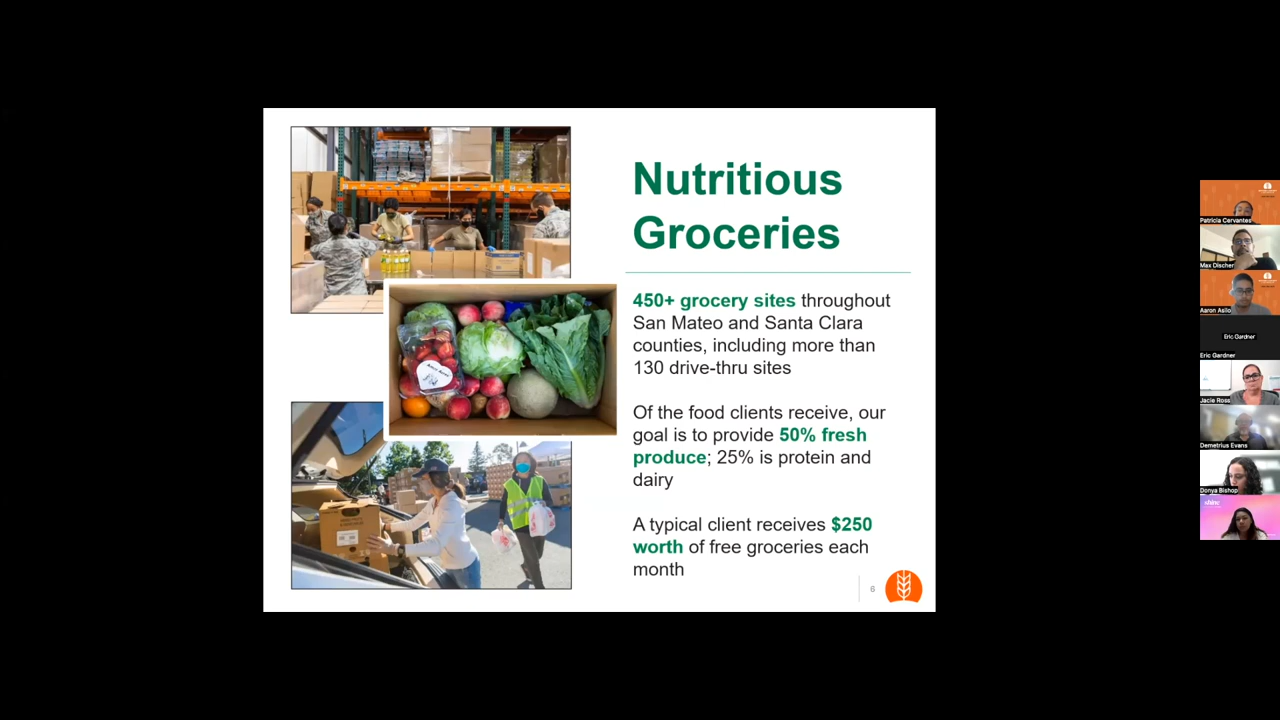 Nutritious
Groceries
450+ grocery sites throughout
San Mateo and Santa Clara
counties, including more than
130 drive-thru sites
Of the food clients receive, our
goal is to provide 50% fresh
produce; 25% is protein and
dairy
A typical client receives $250
worth of free groceries each
month
6
Patricia Cervantes
Max Discher
Aaron Asilo
Eric Gardner
Eric Gardner
Jacie Ross
Demetrius Evans
Donya Bishop
shine